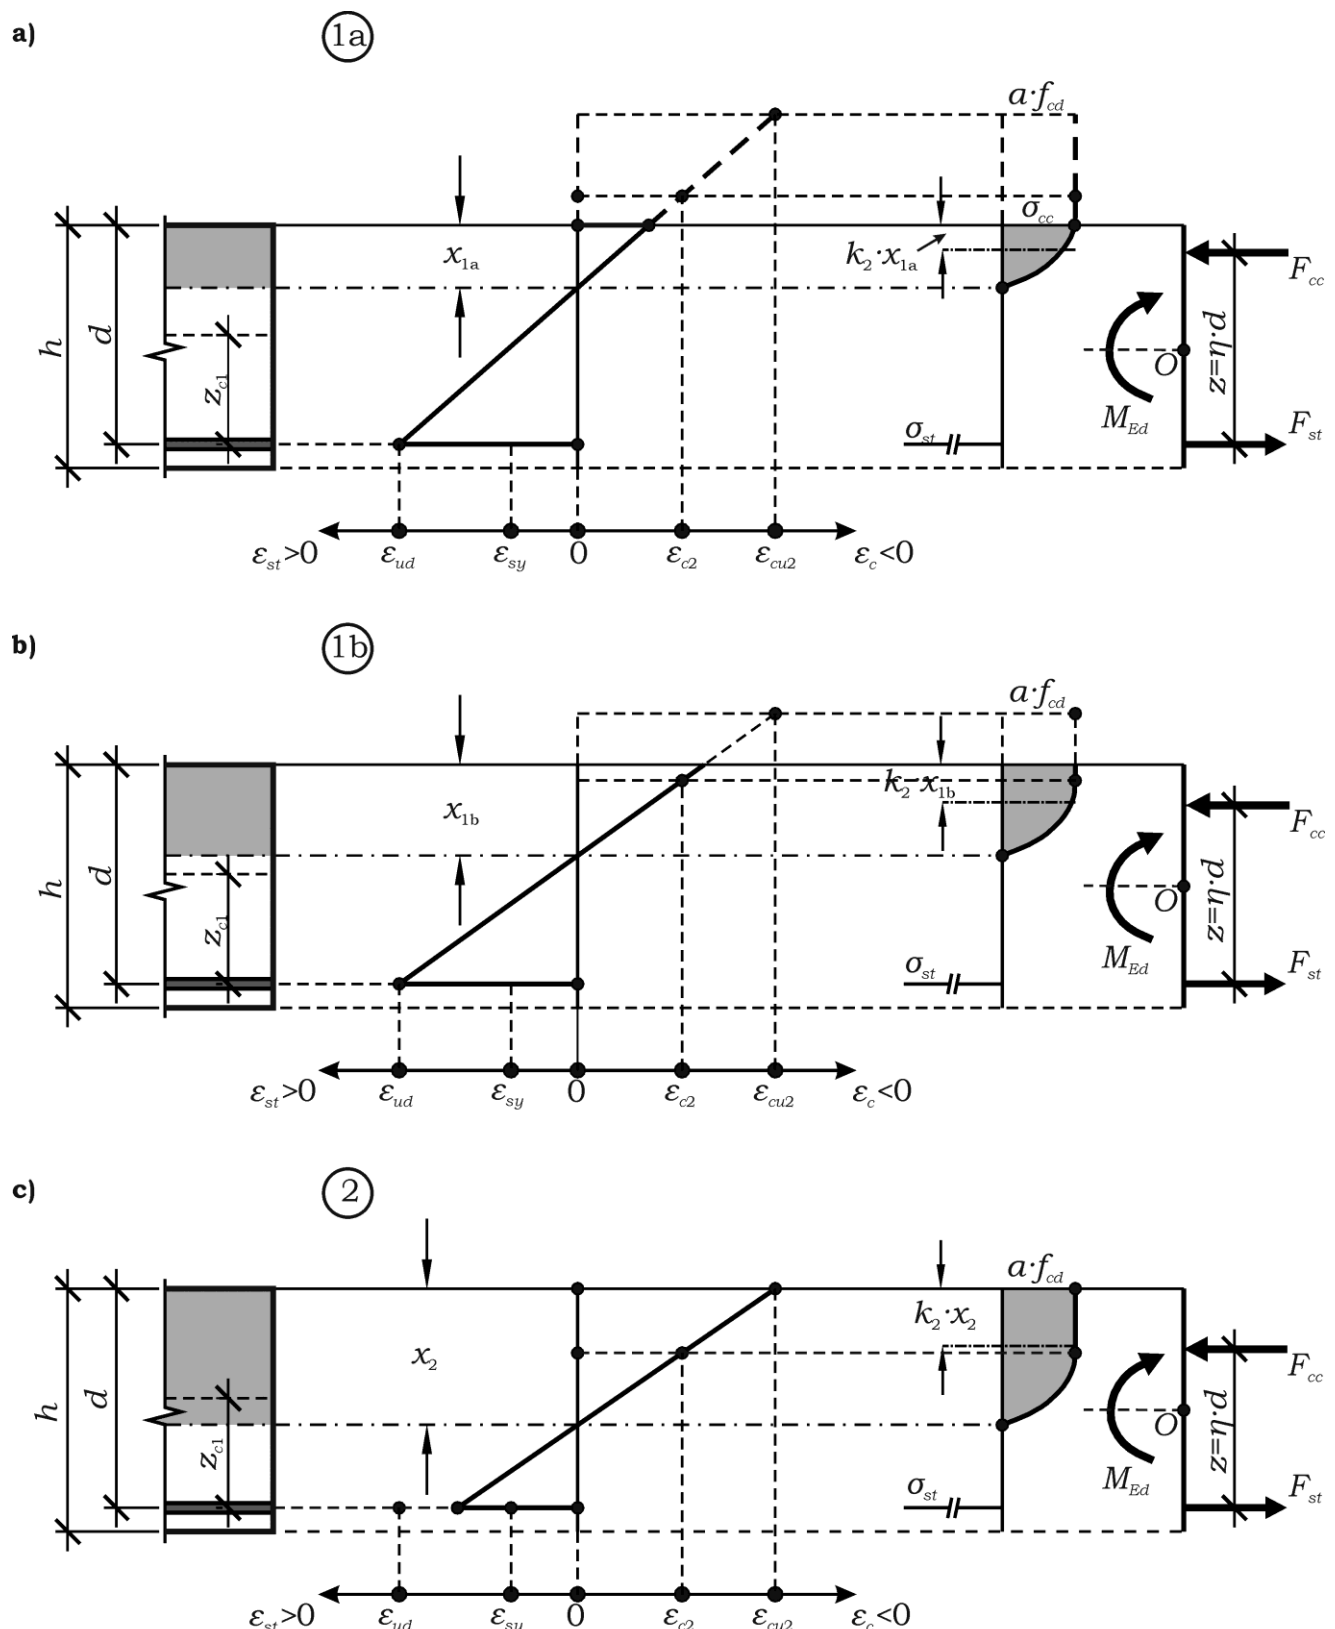 a)
1a
a·f_cd
σ_cc
x_1a
k_2·x_1a
F_cc
h
d
z_c1
z=η·d
O
M_Ed
σ_st
F_st
ε_st>0
ε_ud
ε_sy
0
ε_c2
ε_cu2
ε_c<0
b)
1b
a·f_cd
k_2·x_1b
x_1b
F_cc
h
d
z_c1
z=η·d
O
M_Ed
σ_st
F_st
ε_st>0
ε_ud
ε_sy
0
ε_c2
ε_cu2
ε_c<0
c)
2
a·f_cd
k_2·x_2
x_2
F_cc
h
d
z_c1
z=η·d
O
M_Ed
σ_st
F_st
ε_st>0
ε_ud
ε_sy
0
ε_c2
ε_cu2
ε_c<0